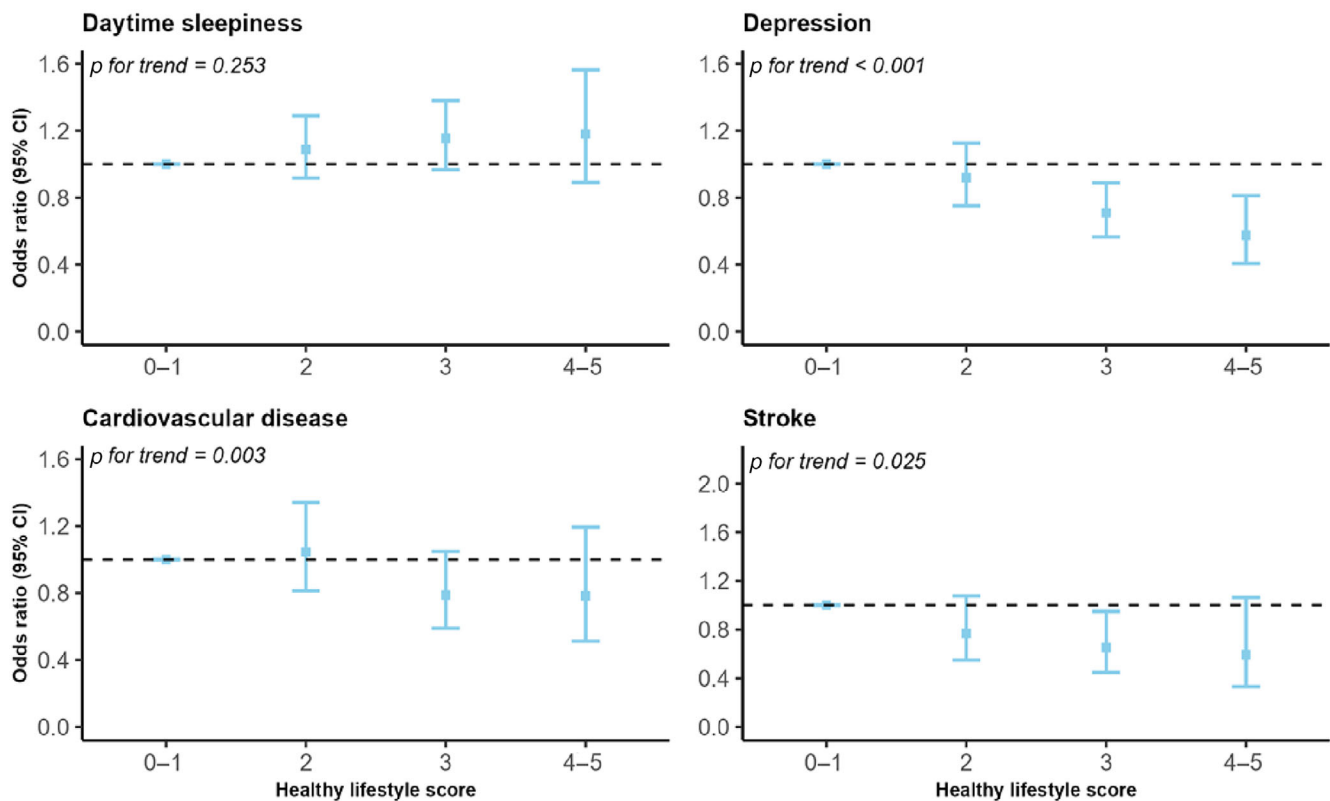 Daytime sleepiness
p for trend = 0.253
Odds ratio (95% CI)
1.6
1.2
0.8
0.4
0.0
0–1 2 3 4–5
Depression
p for trend < 0.001
1.6
1.2
0.8
0.4
0.0
0–1 2 3 4–5
Cardiovascular disease
p for trend = 0.003
Odds ratio (95% CI)
1.6
1.2
0.8
0.4
0.0
0–1 2 3 4–5
Healthy lifestyle score
Stroke
p for trend = 0.025
2.0
1.6
1.2
0.8
0.4
0.0
0–1 2 3 4–5
Healthy lifestyle score